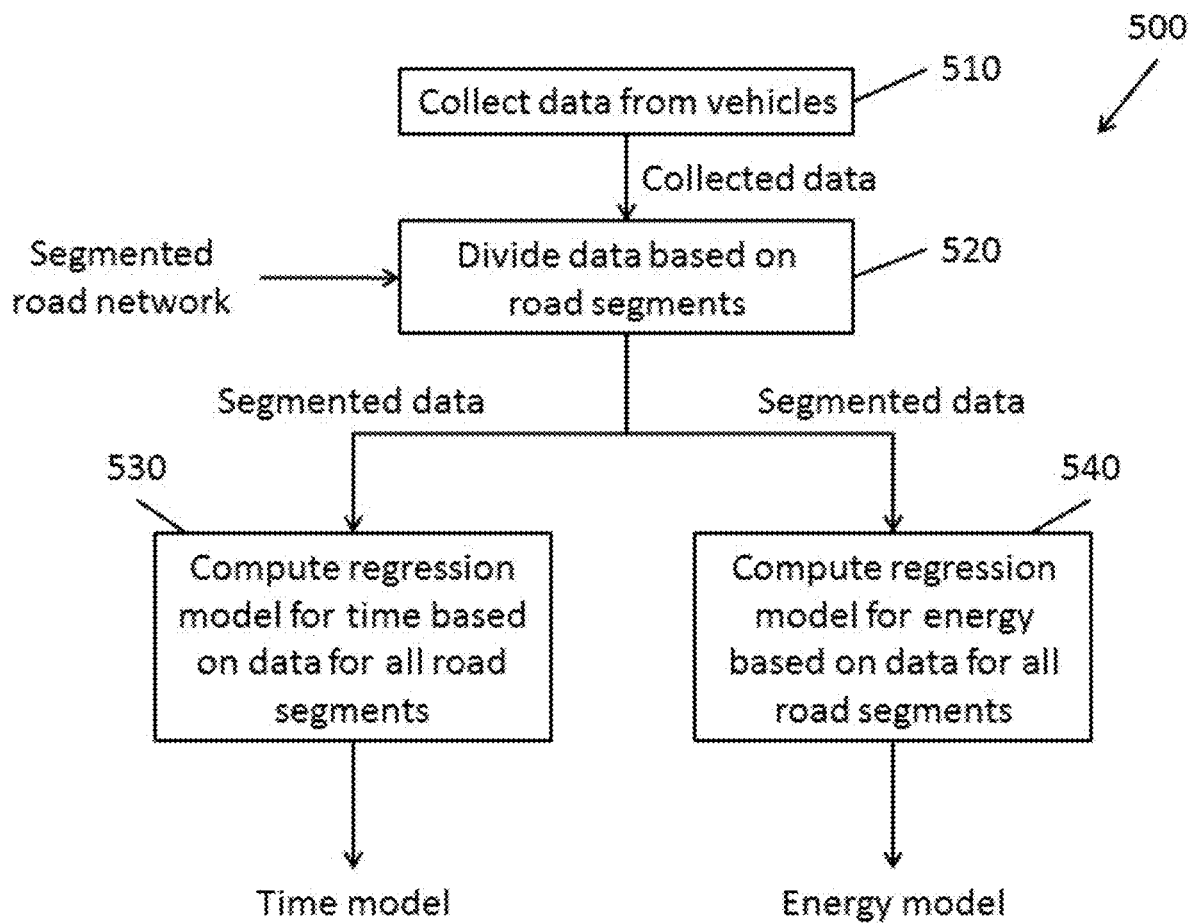 500
510
Collect data from vehicles
Collected data
Segmented
road network
Divide data based on
road segments
520
Segmented data
Segmented data
530
540
Compute regression
model for time based
on data for all road
segments
Compute regression
model for energy
based on data for all
road segments
Time model
Energy model